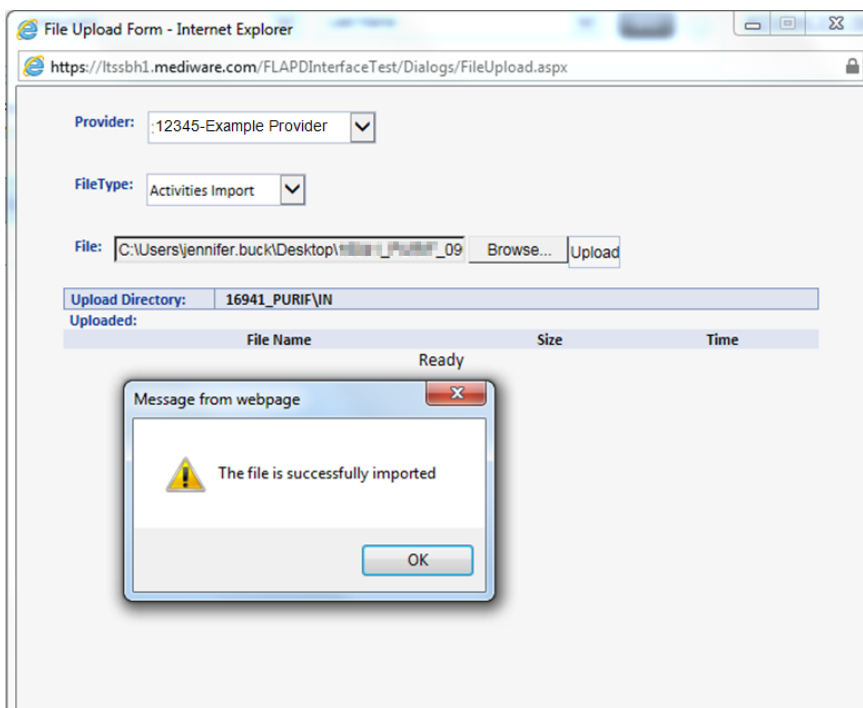 File Upload Form - Internet Explorer
https://ltssbh1.mediware.com/FLAPDInterfaceTest/Dialogs/FileUpload.aspx
Provider: :12345-Example Provider
FileType: Activities Import
File: C:\Users\jennifer.buck\Desktop\ _09 Browse... Upload
Upload Directory: 16941_PURIF\IN
Uploaded:
File Name Size Time
Ready
Message from webpage
The file is successfully imported
OK